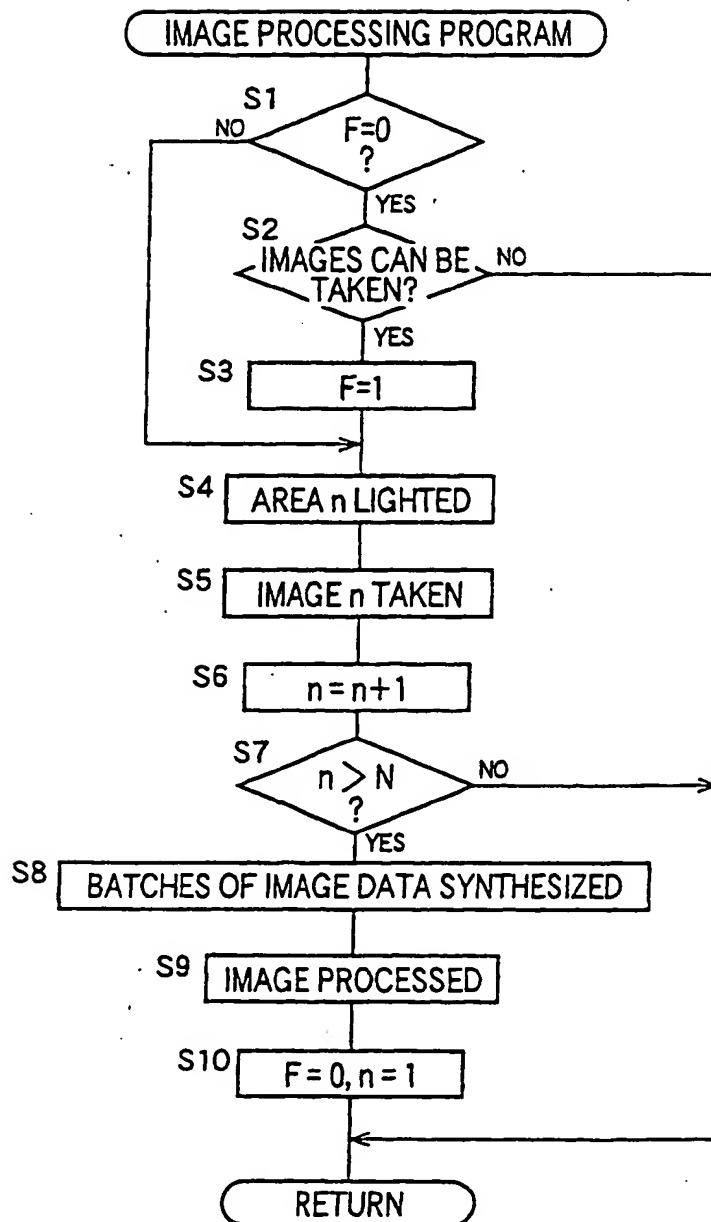 IMAGE PROCESSING PROGRAM
S1
F=0
?
NO
YES
S2
IMAGES CAN BE
TAKEN?
NO
YES
S3
F=1
S4
AREA n LIGHTED
S5
IMAGE n TAKEN
S6
n=n+1
S7
n > N
?
NO
YES
S8
BATCHES OF IMAGE DATA SYNTHESIZED
S9
IMAGE PROCESSED
S10
F=0, n=1
RETURN